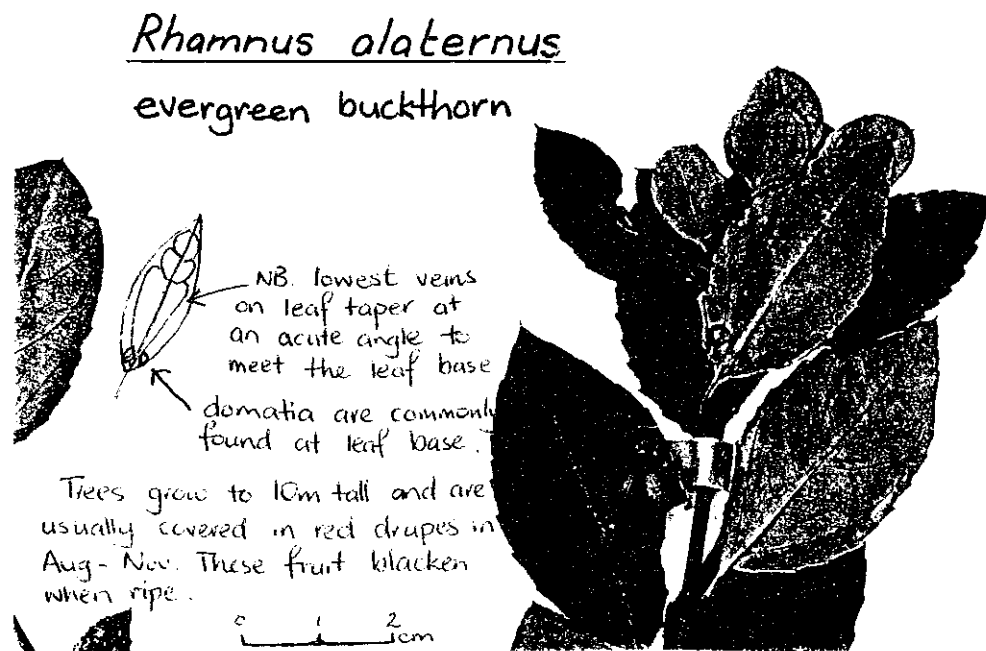 Rhamnus alaternus
evergreen buckthorn
NB. lowest veins
on leaf taper at
an acute angle to
meet the leaf base
domatia are commonly
found at leaf base.
Trees grow to 10m tall and are
usually covered in red drupes in
Aug - Nov. These fruit blacken
when ripe.
0 1 2 cm